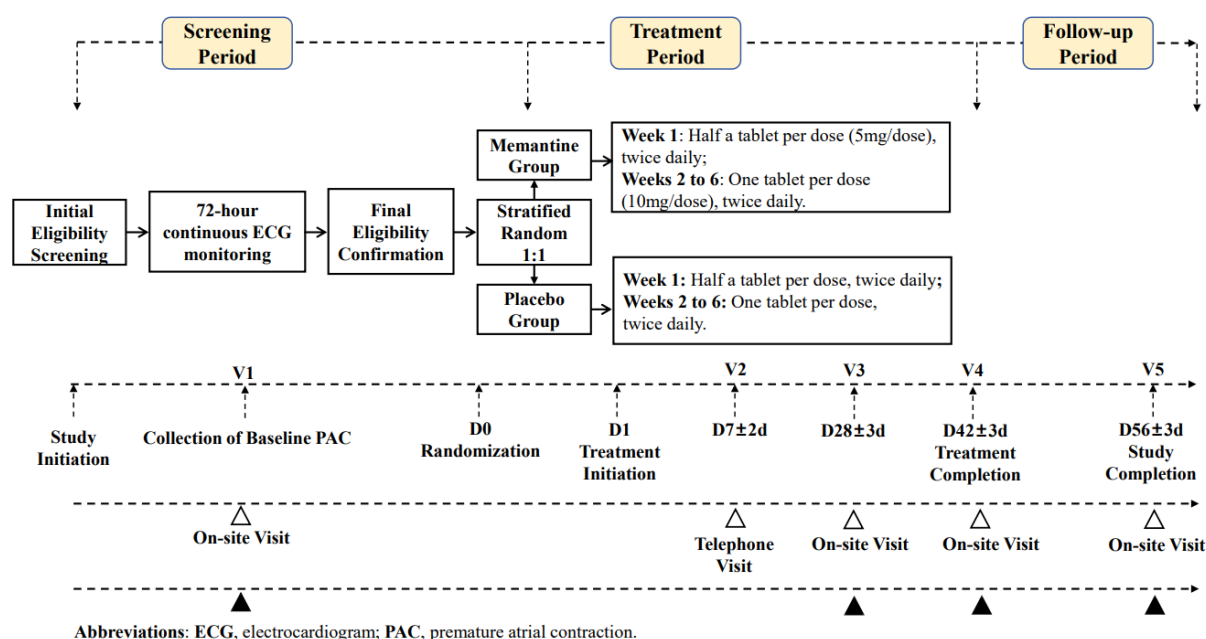 Screening
Period
Treatment
Period
Follow-up
Period
Initial
Eligibility
Screening
72-hour
continuous ECG
monitoring
Final
Eligibility
Confirmation
Memantine
Group
Stratified
Random
1:1
Placebo
Group
Week 1: Half a tablet per dose (5mg/dose),
twice daily;
Weeks 2 to 6: One tablet per dose
(10mg/dose), twice daily.
Week 1: Half a tablet per dose, twice daily;
Weeks 2 to 6: One tablet per dose,
twice daily.
V1
V2
V3
V4
V5
Study
Initiation
Collection of Baseline PAC
D0
Randomization
D1
Treatment
Initiation
D7±2d
D28±3d
D42±3d
Treatment
Completion
D56±3d
Study
Completion
On-site Visit
Telephone
Visit
On-site Visit
On-site Visit
On-site Visit
Abbreviations: ECG, electrocardiogram; PAC, premature atrial contraction.